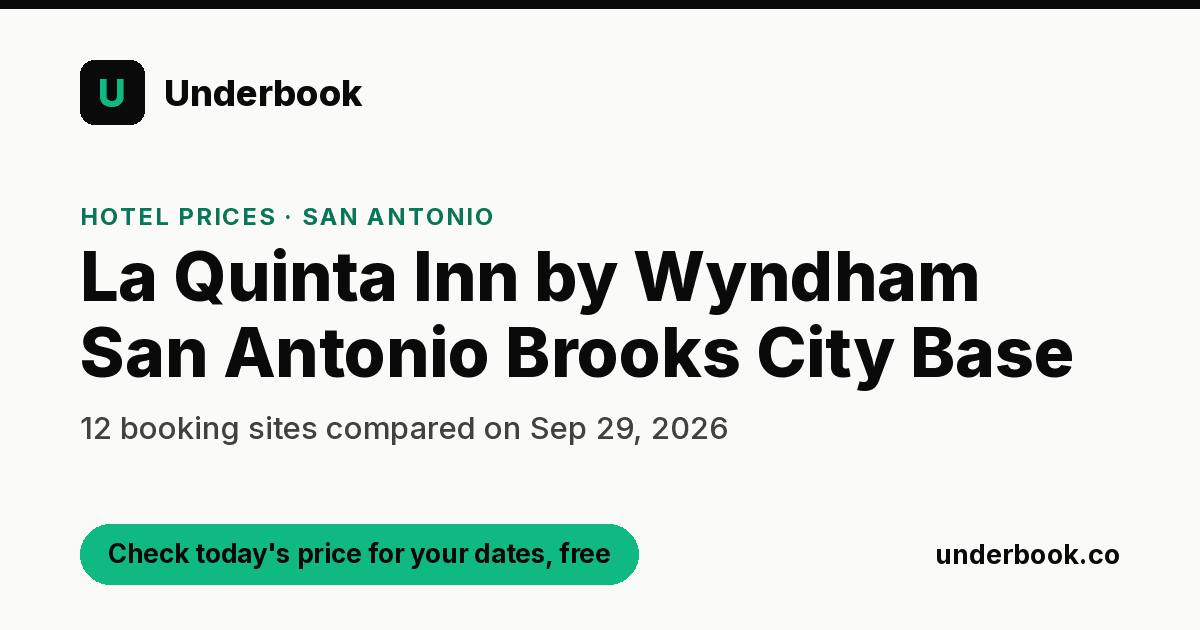 U Underbook
HOTEL PRICES · SAN ANTONIO
La Quinta Inn by Wyndham
San Antonio Brooks City Base
12 booking sites compared on Sep 29, 2026
Check today's price for your dates, free
underbook.co